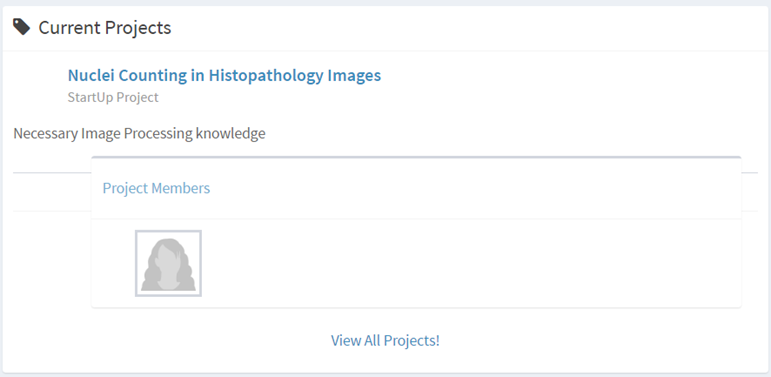 Current Projects
Nuclei Counting in Histopathology Images
StartUp Project
Necessary Image Processing knowledge
Project Members
View All Projects!